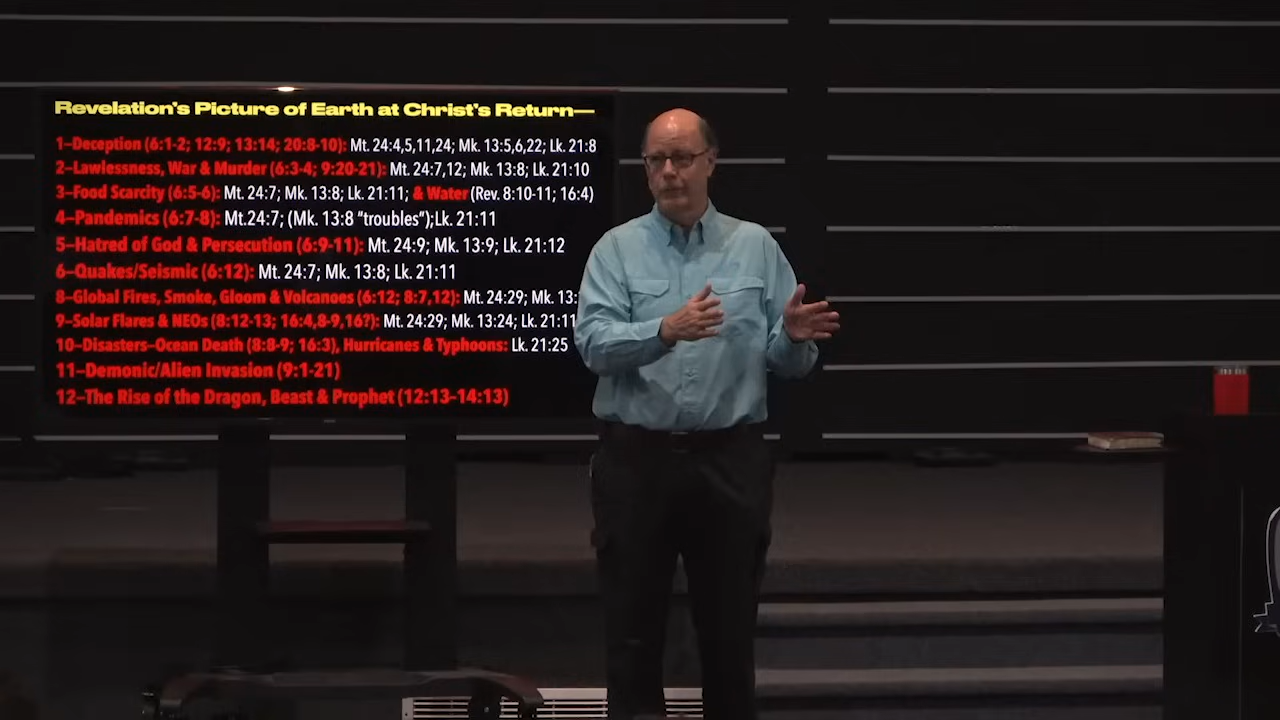 Revelation's Picture of Earth at Christ's Return—
1–Deception (6:1-2; 12:9; 13:14; 20:8-10): Mt. 24:4,5,11,24; Mk. 13:5,6,22; Lk. 21:8
2–Lawlessness, War & Murder (6:3-4; 9:20-21): Mt. 24:7,12; Mk. 13:8; Lk. 21:10
3–Food Scarcity (6:5-6): Mt. 24:7; Mk. 13:8; Lk. 21:11; & Water (Rev. 8:10-11; 16:4)
4–Pandemics (6:7-8): Mt.24:7; (Mk. 13:8 "troubles");Lk. 21:11
5–Hatred of God & Persecution (6:9-11): Mt. 24:9; Mk. 13:9; Lk. 21:12
6–Quakes/Seismic (6:12): Mt. 24:7; Mk. 13:8; Lk. 21:11
8–Global Fires, Smoke, Gloom & Volcanoes (6:12; 8:7,12): Mt. 24:29; Mk. 13:
9–Solar Flares & NEOs (8:12-13; 16:4,8-9,16?): Mt. 24:29; Mk. 13:24; Lk. 21:11
10–Disasters–Ocean Death (8:8-9; 16:3), Hurricanes & Typhoons: Lk. 21:25
11–Demonic/Alien Invasion (9:1-21)
12–The Rise of the Dragon, Beast & Prophet (12:13–14:13)